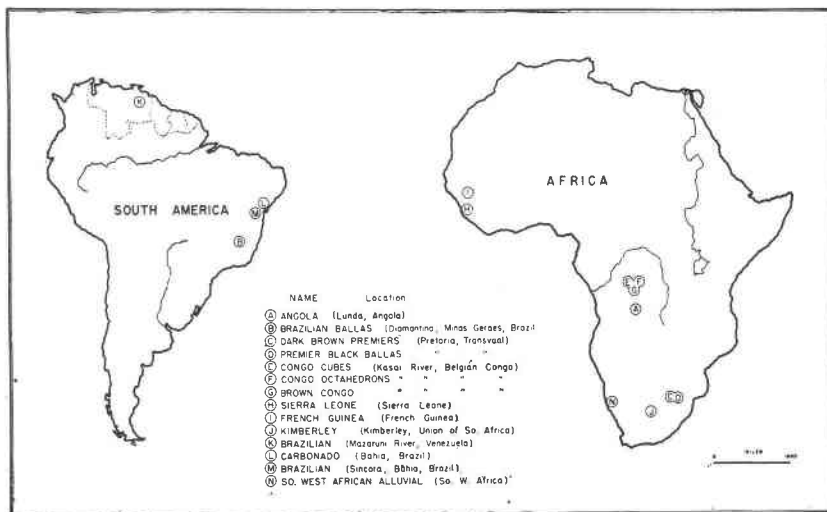 SOUTH AMERICA
AFRICA
K
L
M
B
I
H
E F
G
A
N
J
C D
NAME Location
A ANGOLA (Lunda, Angola)
B BRAZILIAN BALLAS (Diamantina, Minas Geraes, Brazil
C DARK BROWN PREMIERS (Pretoria, Transvaal)
D PREMIER BLACK BALLAS " "
E CONGO CUBES (Kasai River, Belgian Congo)
F CONGO OCTAHEDRONS " " " "
G BROWN CONGO " " " "
H SIERRA LEONE (Sierra Leone)
I FRENCH GUINEA (French Guinea)
J KIMBERLEY (Kimberley, Union of So. Africa)
K BRAZILIAN (Mazaruni River, Venezuela)
L CARBONADO (Bahia, Brazil)
M BRAZILIAN (Sincora, Bahia, Brazil)
N SO. WEST AFRICAN ALLUVIAL (So. W. Africa)
MILES
0